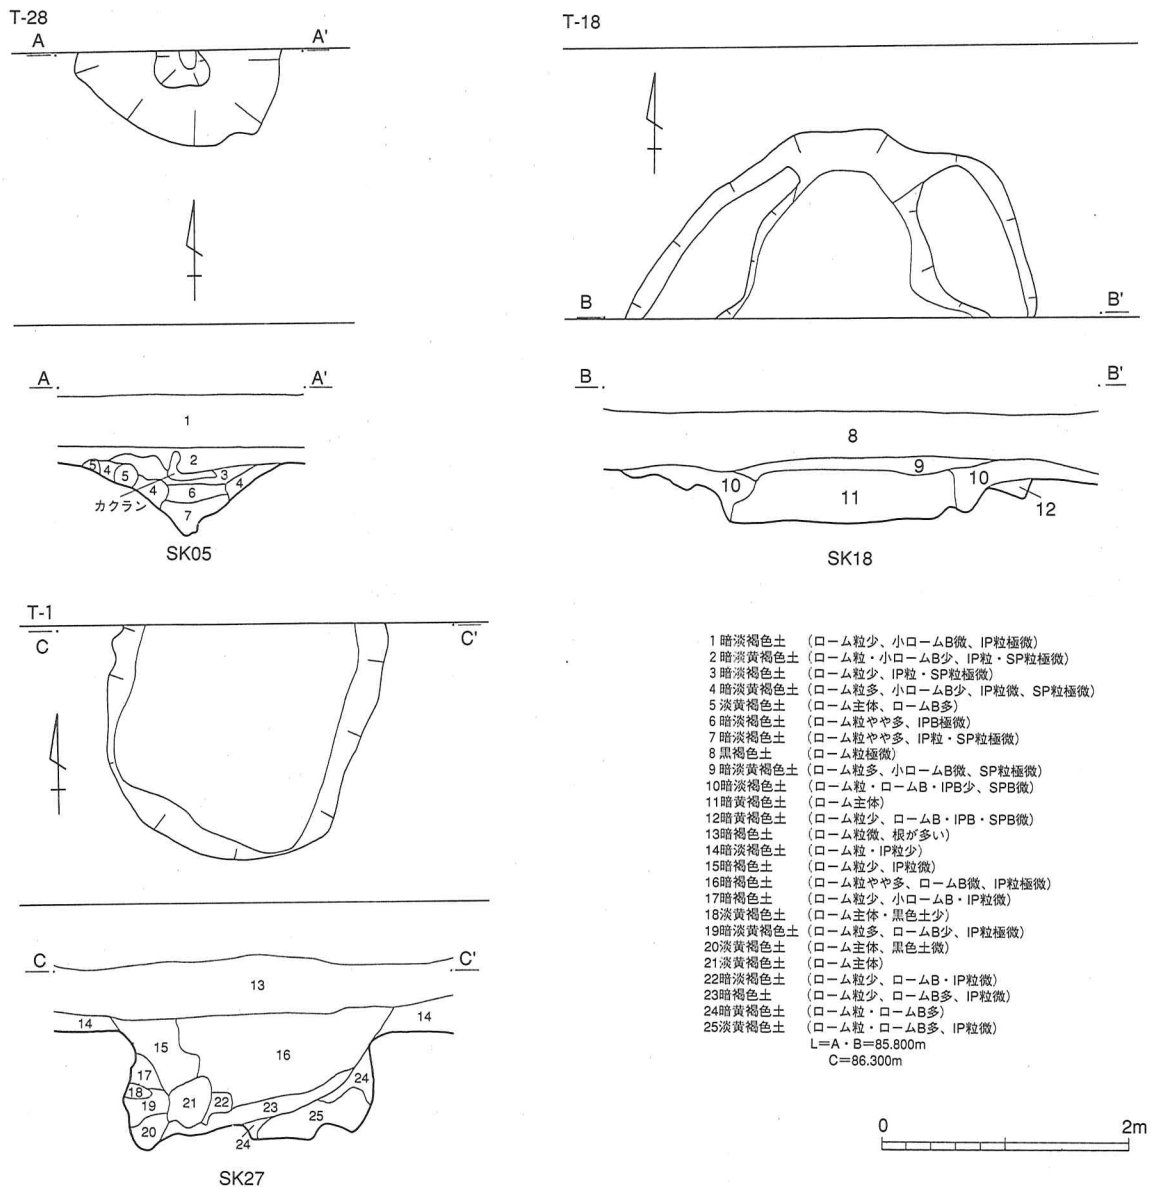 T-28
A A'
A A'
1
2
5 4 5 3
4 6 4
カクラン
7
SK05
T-18
B B'
B B'
8
9
10 10
11
12
SK18
T-1
C C'
C C'
13
14 14
15 16
17
18
19 21 22 23 24
20 25
24
SK27
1暗淡褐色土 (ローム粒少、小ロームB微、IP粒極微)
2暗淡黄褐色土 (ローム粒・小ロームB少、IP粒・SP粒極微)
3暗淡褐色土 (ローム粒少、IP粒・SP粒極微)
4暗淡黄褐色土 (ローム粒多、小ロームB少、IP粒微、SP粒極微)
5淡黄褐色土 (ローム主体、ロームB多)
6暗淡褐色土 (ローム粒やや多、IPB極微)
7暗淡褐色土 (ローム粒やや多、IP粒・SP粒極微)
8黒褐色土 (ローム粒極微)
9暗淡黄褐色土 (ローム粒多、小ロームB微、SP粒極微)
10暗淡褐色土 (ローム粒・ロームB・IPB少、SPB微)
11暗黄褐色土 (ローム主体)
12暗黄褐色土 (ローム粒少、ロームB・IPB・SPB微)
13暗褐色土 (ローム粒微、根が多い)
14暗淡褐色土 (ローム粒・IP粒少)
15暗褐色土 (ローム粒少、IP粒微)
16暗褐色土 (ローム粒やや多、ロームB微、IP粒極微)
17暗褐色土 (ローム粒少、小ロームB・IP粒微)
18淡黄褐色土 (ローム主体・黒色土少)
19暗淡黄褐色土 (ローム粒多、ロームB少、IP粒極微)
20淡黄褐色土 (ローム主体、黒色土微)
21淡黄褐色土 (ローム主体)
22暗淡褐色土 (ローム粒少、ロームB・IP粒微)
23暗褐色土 (ローム粒少、ロームB多、IP粒微)
24暗黄褐色土 (ローム粒・ロームB多)
25淡黄褐色土 (ローム粒・ロームB多、IP粒微)
L=A・B=85.800m
C=86.300m
0 2m